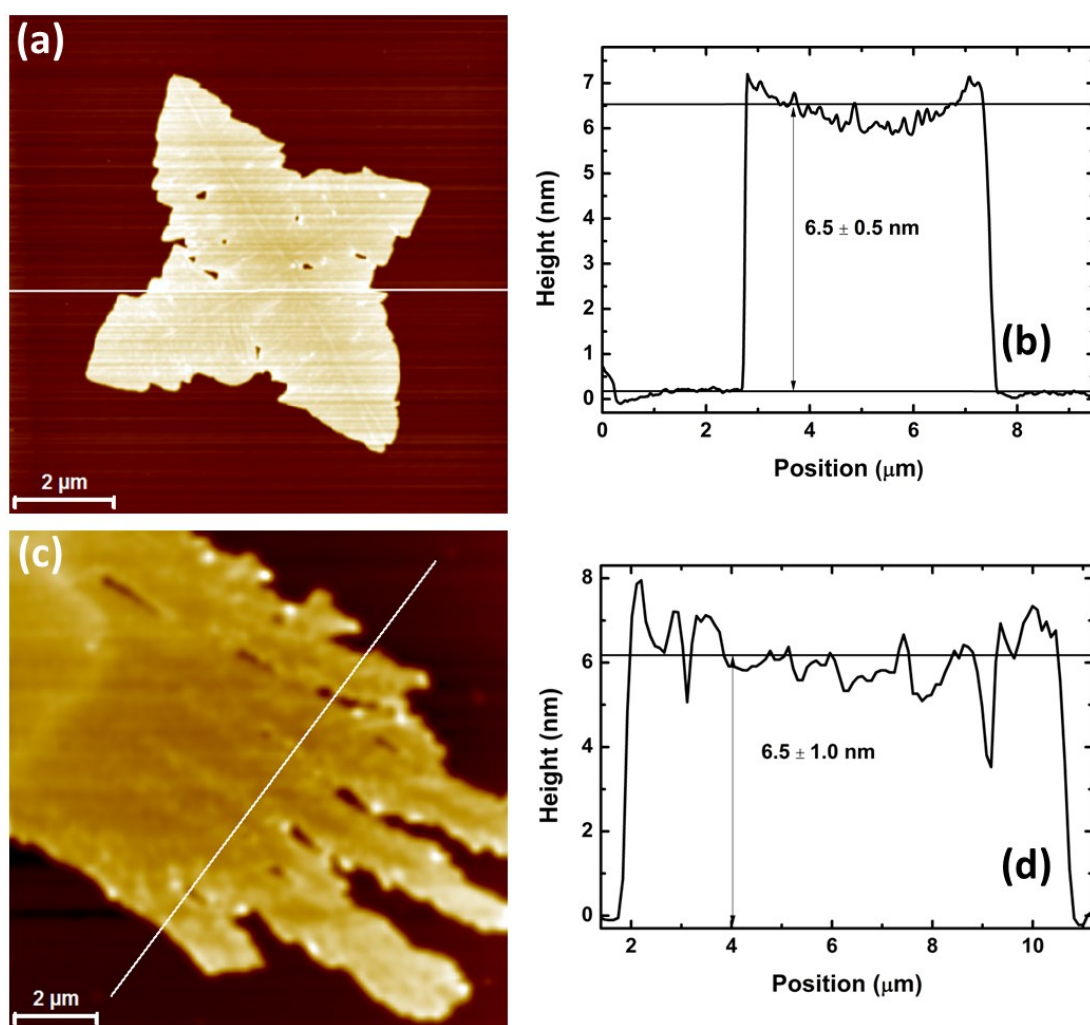 (a)
2 µm
7
6
5
4
3
2
1
0
Height (nm)
6.5 ± 0.5 nm
(b)
0 2 4 6 8
Position (µm)
(c)
2 µm
8
6
4
2
0
Height (nm)
6.5 ± 1.0 nm
(d)
2 4 6 8 10
Position (µm)